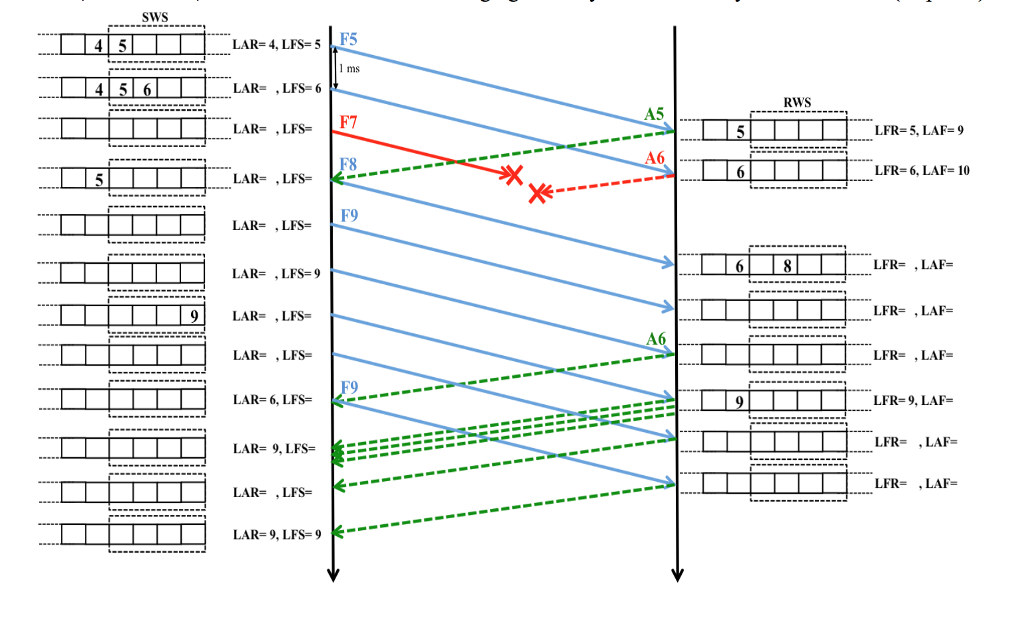 SWS
4 5 LAR= 4, LFS= 5 F5
1 ms
4 5 6 LAR= , LFS= 6
RWS
A5
LAR= , LFS= F7
5 LFR= 5, LAF= 9
A6
F8
6 LFR= 6, LAF= 10
5 LAR= , LFS=
F9
LAR= , LFS=
6 8 LFR= , LAF=
LAR= , LFS= 9
9 LAR= , LFS=
LFR= , LAF=
A6
LAR= , LFS=
LFR= , LAF=
F9
LAR= 6, LFS=
9 LFR= 9, LAF=
LAR= 9, LFS=
LFR= , LAF=
LAR= , LFS=
LFR= , LAF=
LAR= 9, LFS= 9